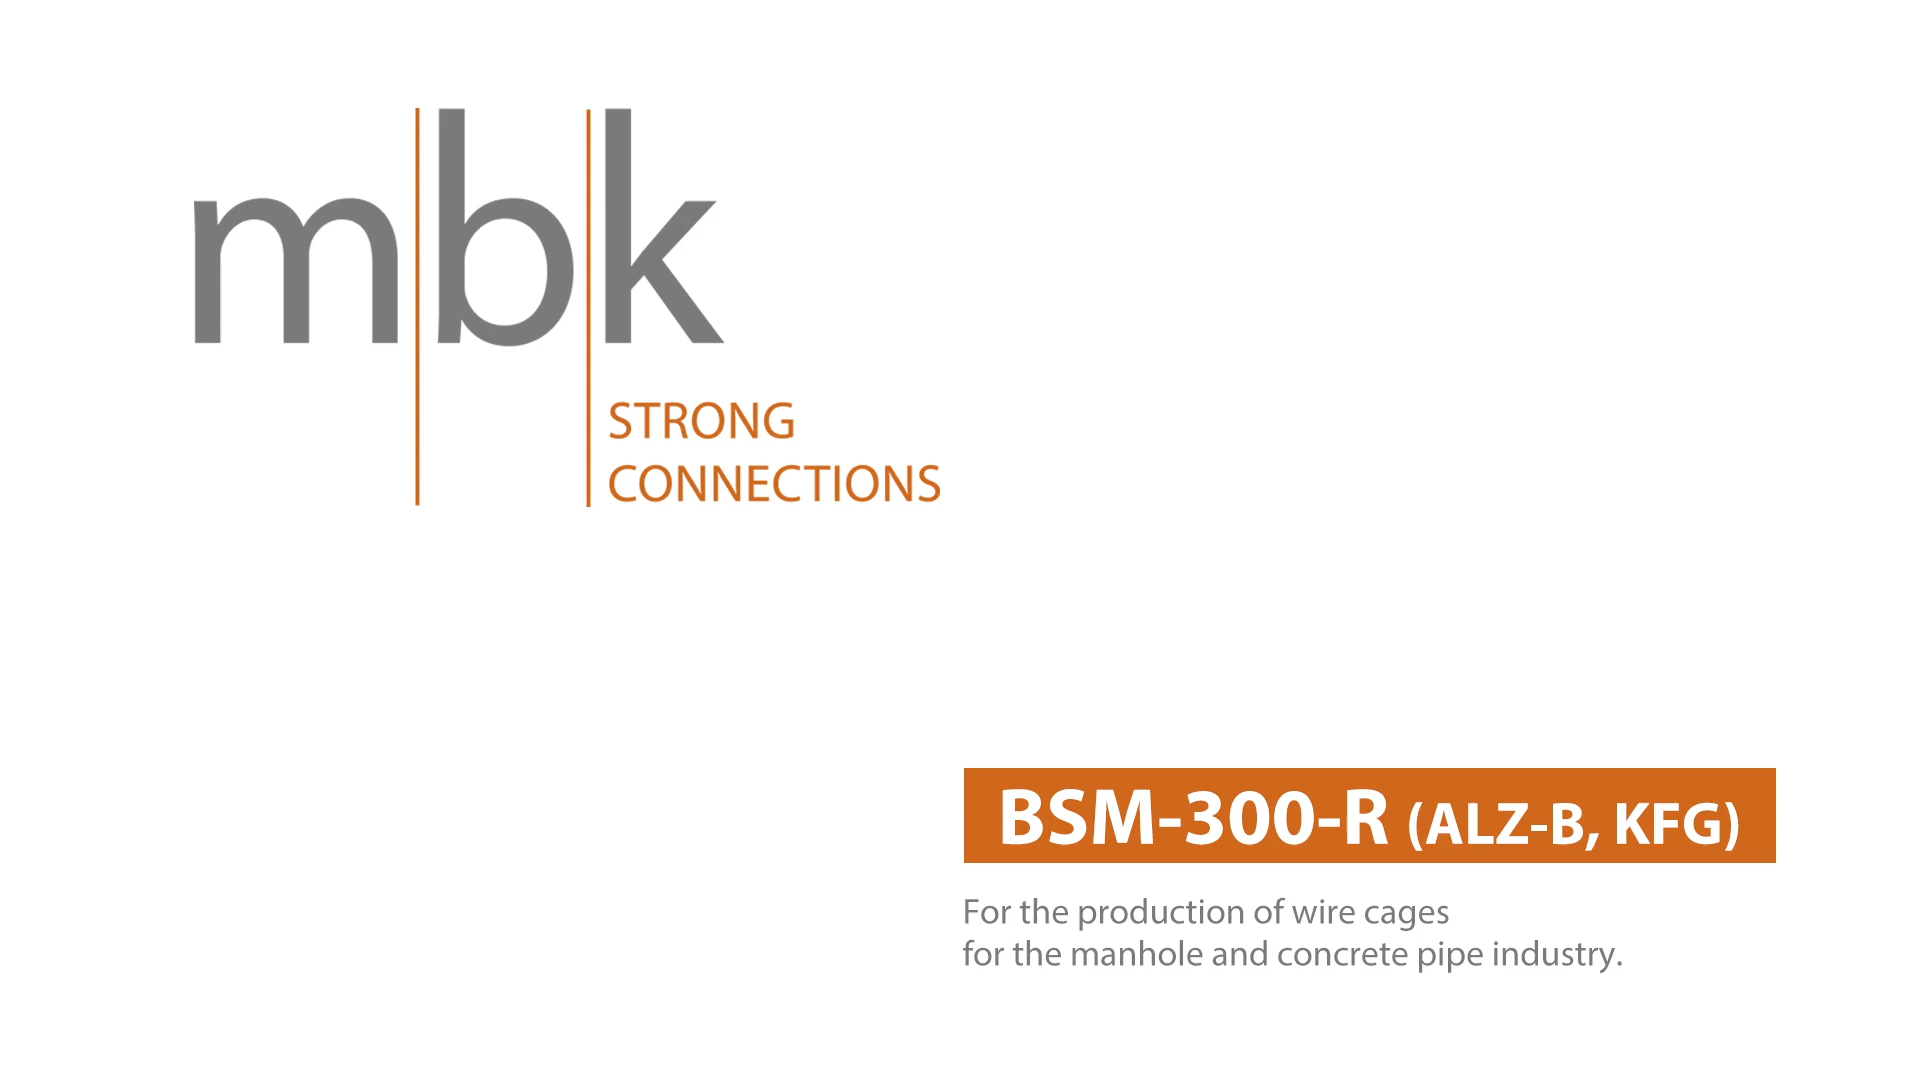 mbk
STRONG
CONNECTIONS
BSM-300-R (ALZ-B, KFG)
For the production of wire cages
for the manhole and concrete pipe industry.